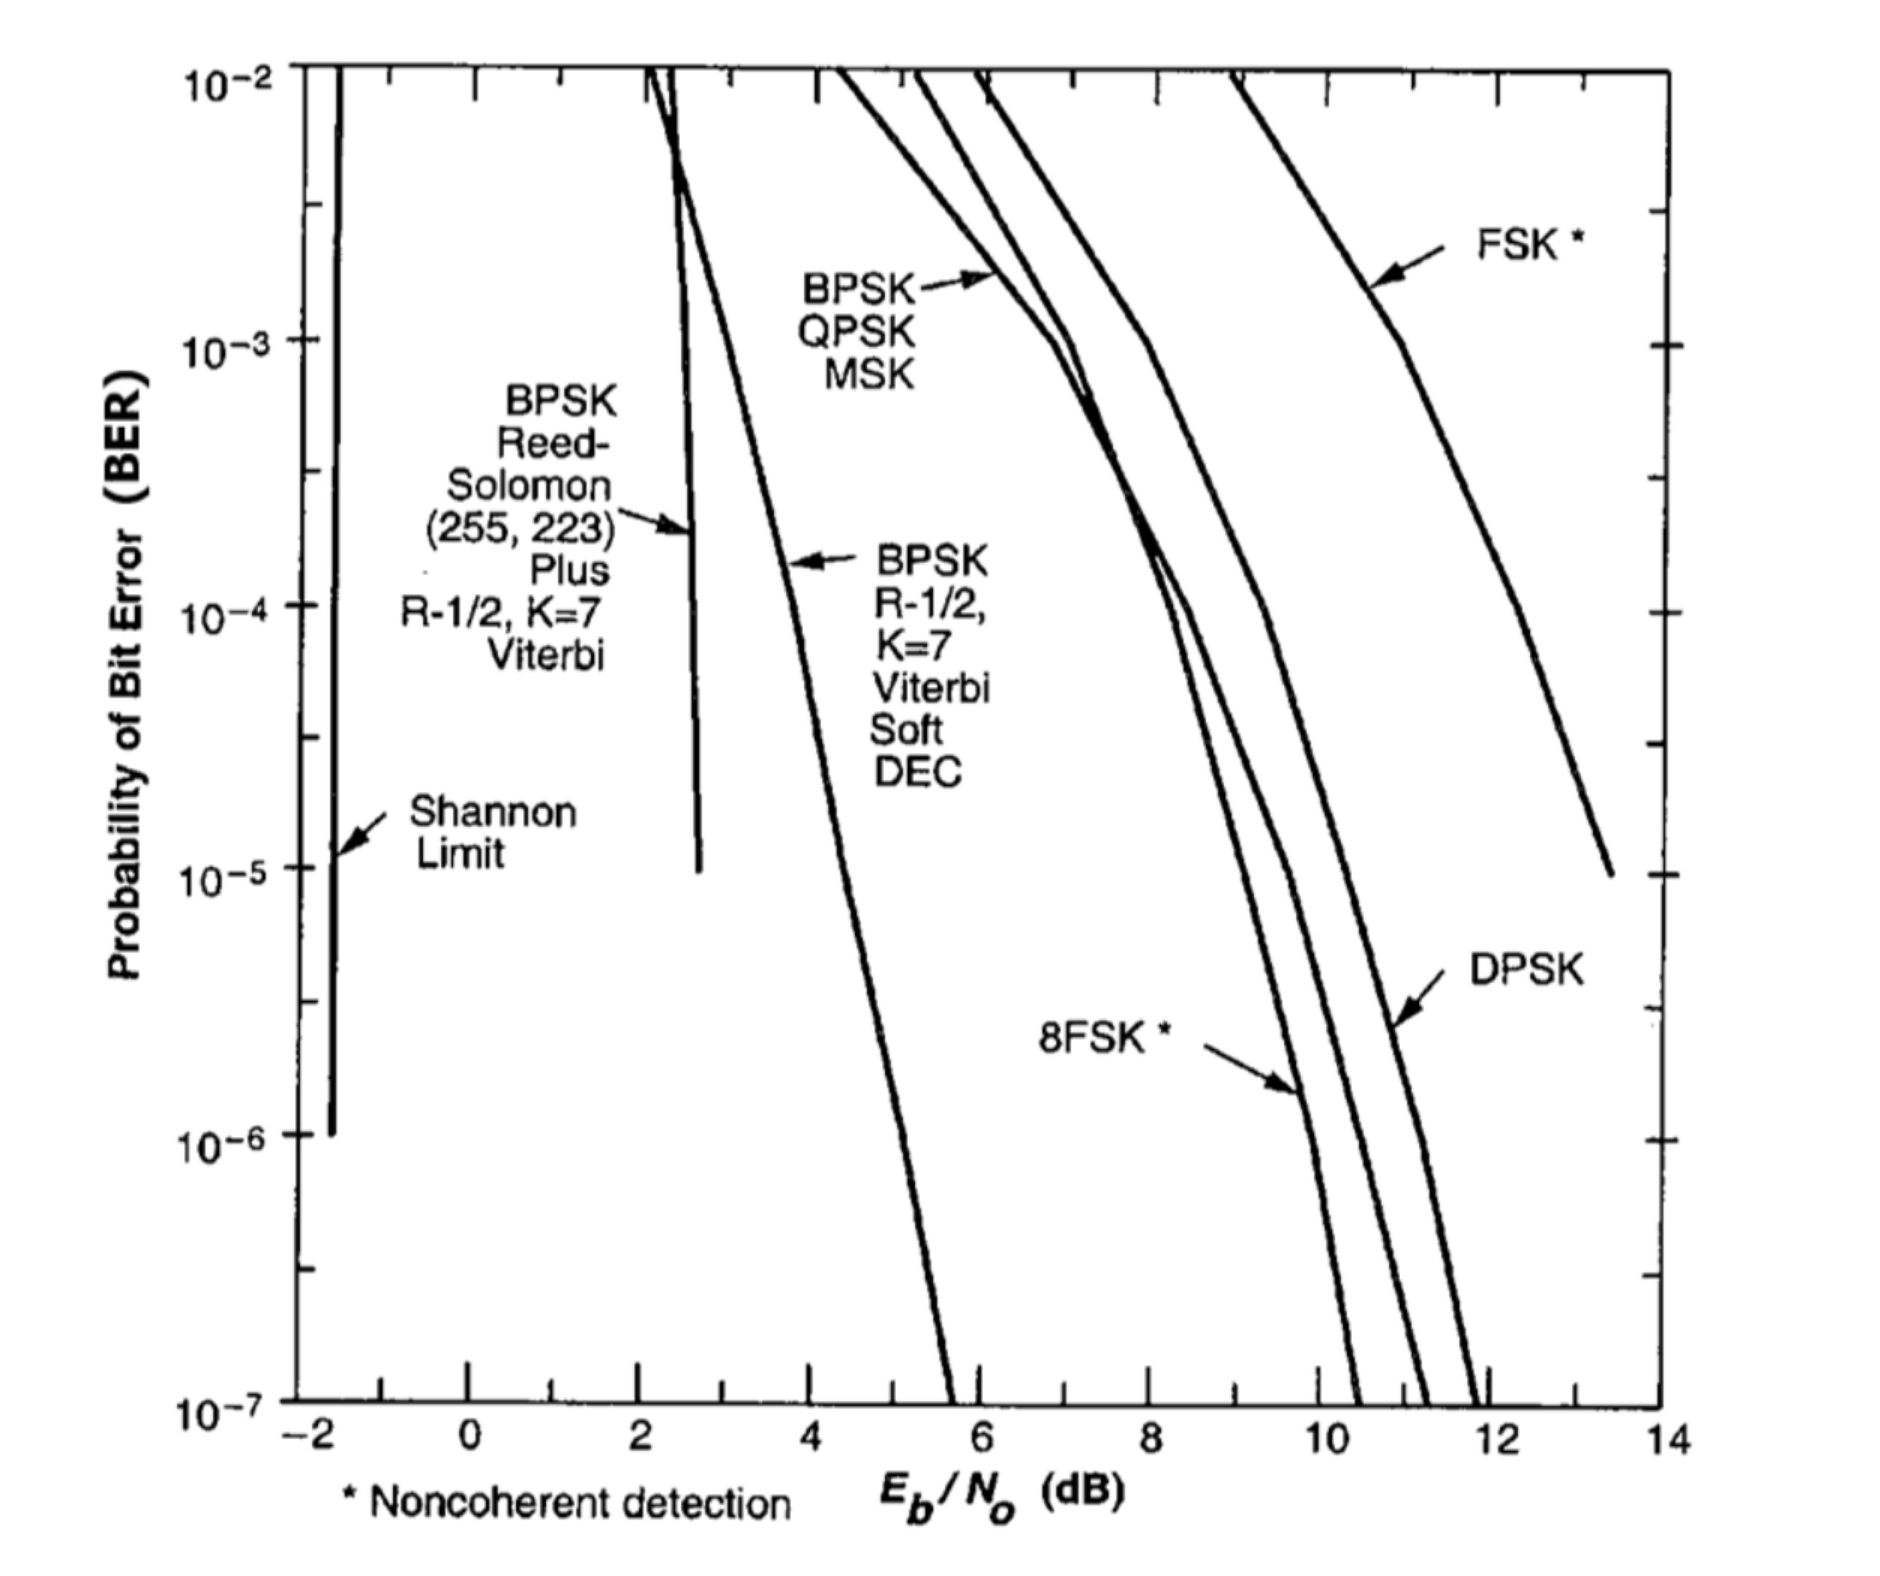 10−2
10−3
10−4
10−5
10−6
10−7
Probability of Bit Error (BER)
FSK *
BPSK
QPSK
MSK
BPSK
Reed-
Solomon
(255, 223)
Plus
R-1/2, K=7
Viterbi
BPSK
R-1/2,
K=7
Viterbi
Soft
DEC
Shannon
Limit
DPSK
8FSK *
−2 0 2 4 6 8 10 12 14
Eb/No (dB)
* Noncoherent detection